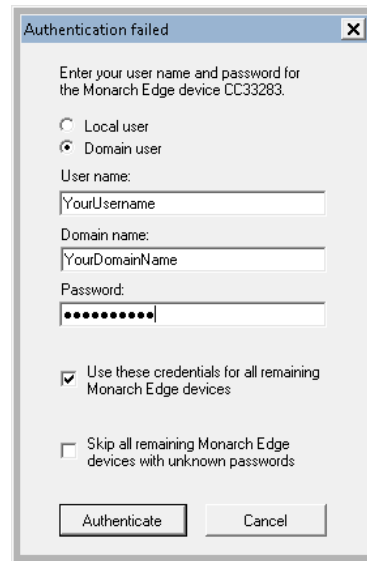 Authentication failed
Enter your user name and password for
the Monarch Edge device CC33283.
Local user
Domain user
User name:
YourUsername
Domain name:
YourDomainName
Password:
●●●●●●●●●●
Use these credentials for all remaining
Monarch Edge devices
Skip all remaining Monarch Edge
devices with unknown passwords
Authenticate
Cancel